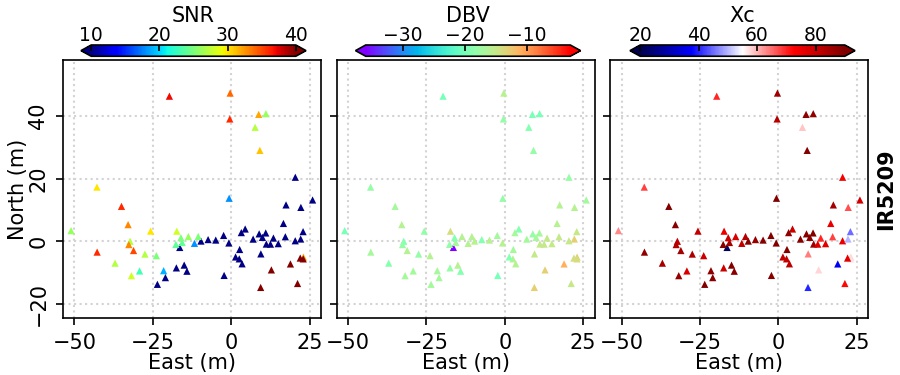 SNR DBV Xc
10 20 30 40 −30 −20 −10 20 40 60 80
North (m)
40
20
0
−20
−50 −25 0 25 −50 −25 0 25 −50 −25 0 25
East (m) East (m) East (m)
IR5209